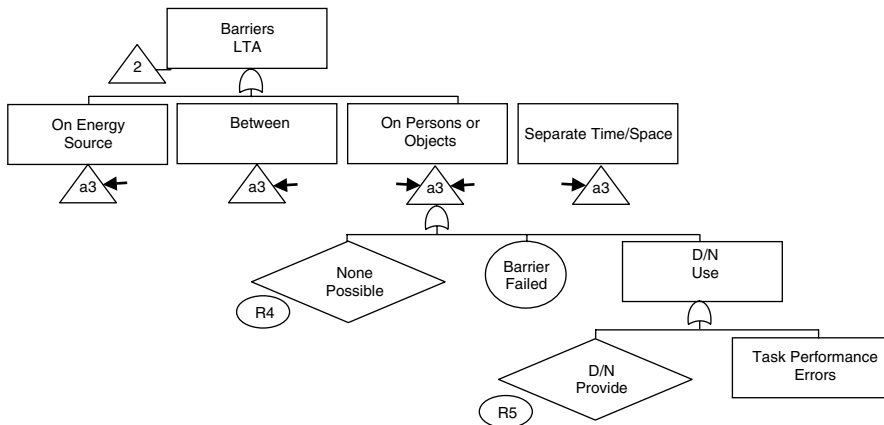 Barriers
LTA
2
On Energy
Source
Between
On Persons or
Objects
Separate Time/Space
a3
a3
a3
a3
None
Possible
Barrier
Failed
D/N
Use
R4
D/N
Provide
Task Performance
Errors
R5